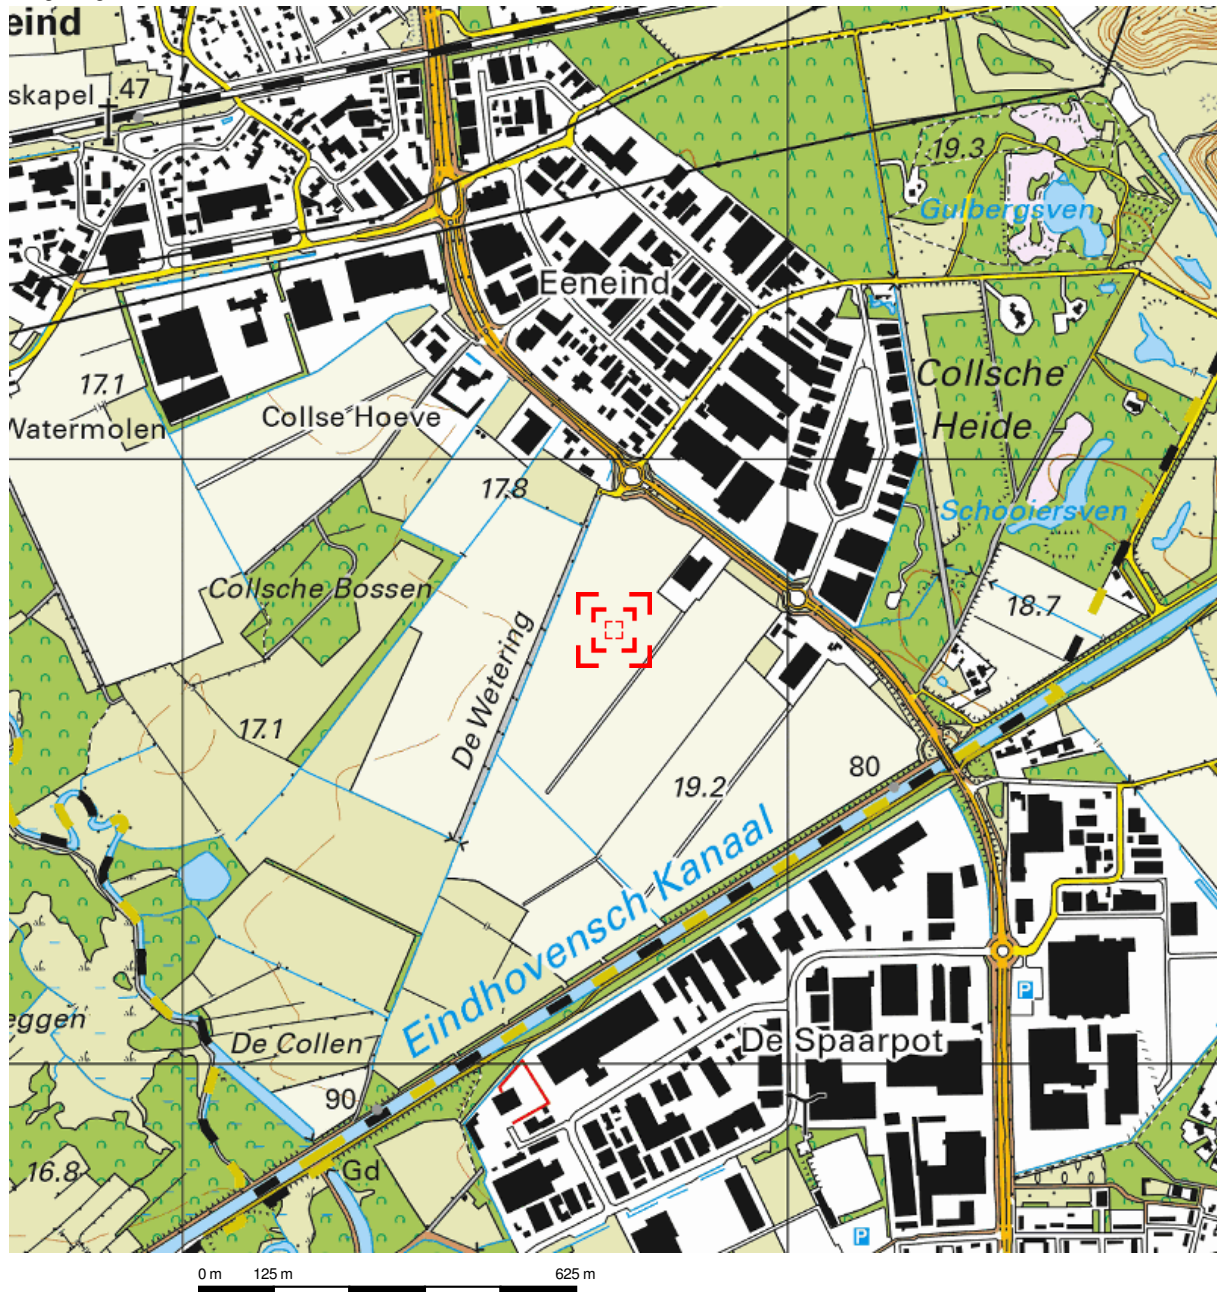 eind
skapel
47
19.3
Gulbergsven
Eeneind
17.1
Collse Hoeve
Watermolen
Collsche
Heide
17.8
Schooiersven
Collsche Bossen
18.7
De Wetering
17.1
80
19.2
Eindhovensch Kanaal
eggen
De Collen
De Spaarpot
P
90
16.8
Gd
P
0 m 125 m 625 m